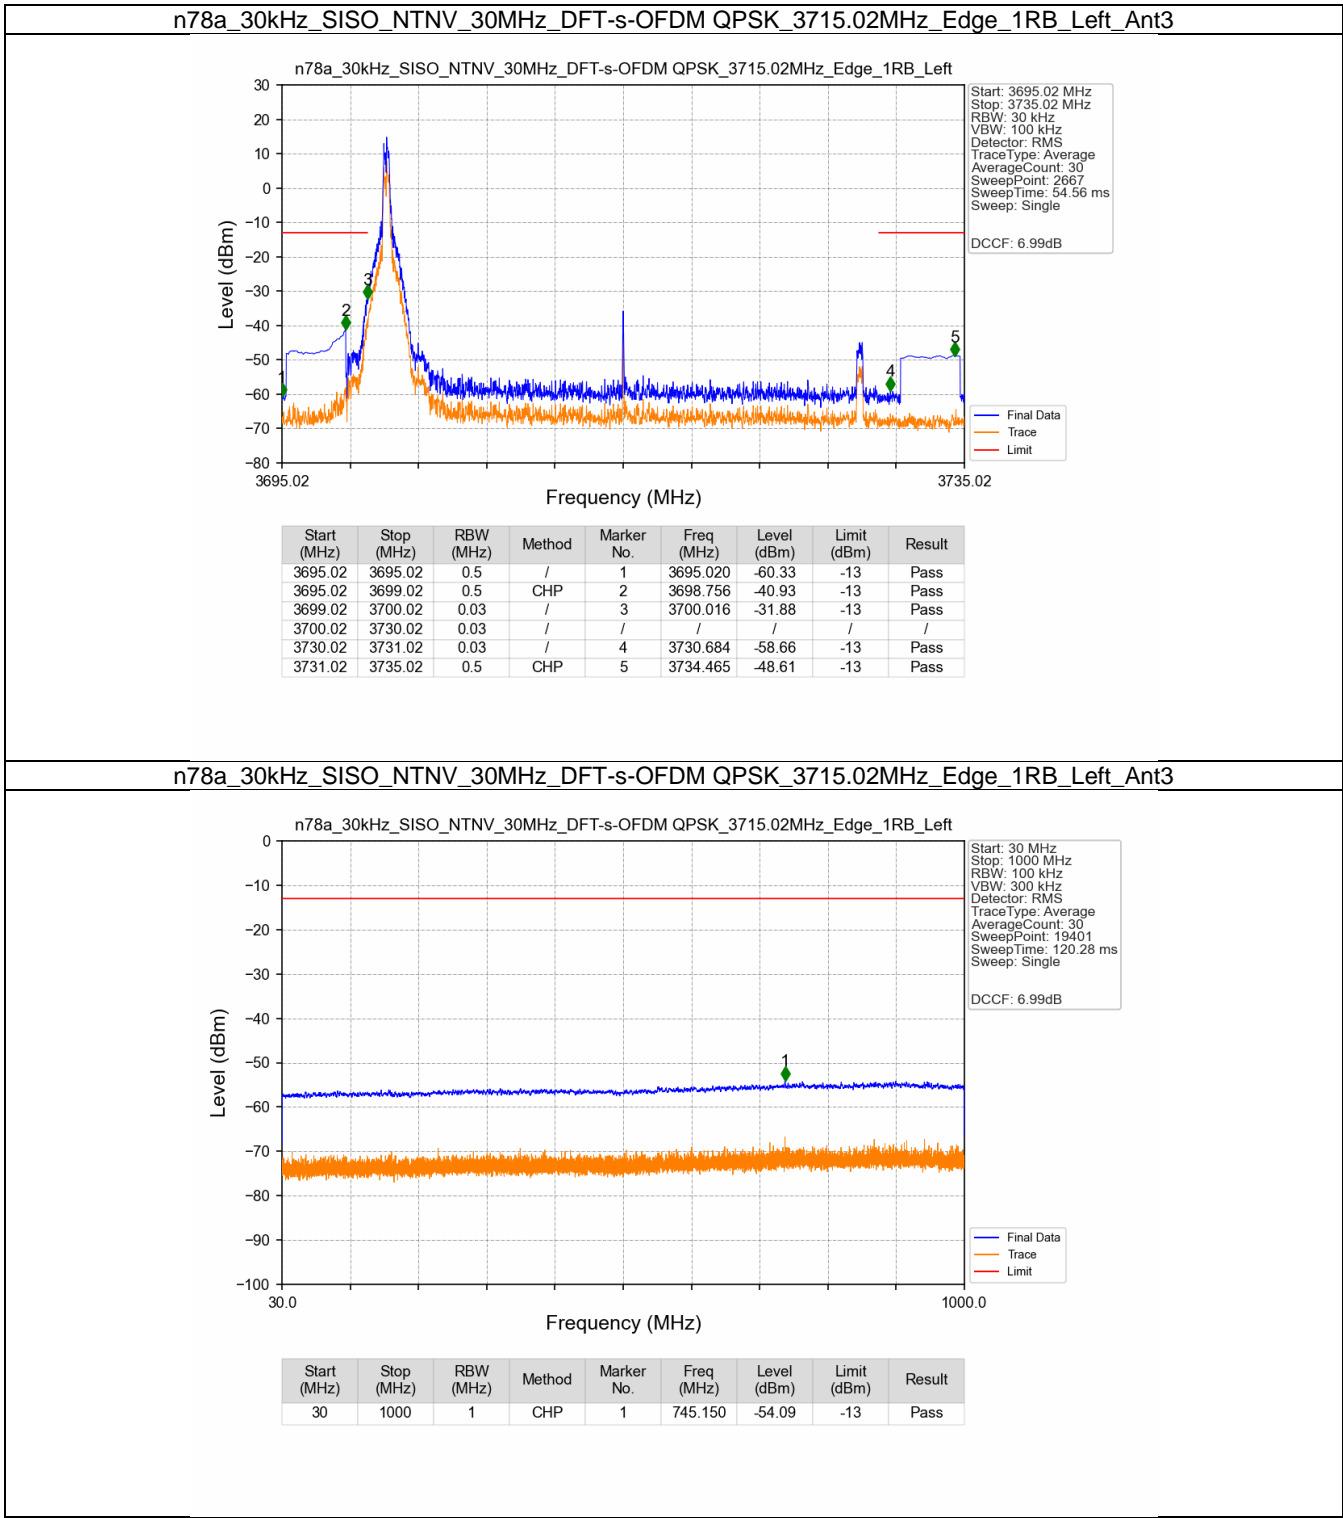 n78a_30kHz_SISO_NTNV_30MHz_DFT-s-OFDM QPSK_3715.02MHz_Edge_1RB_Left_Ant3
n78a_30kHz_SISO_NTNV_30MHz_DFT-s-OFDM QPSK_3715.02MHz_Edge_1RB_Left
30
20
10
0
−10
−20
−30
−40
−50
−60
−70
−80
Level (dBm)
1
2
3
4
5
3695.02
3735.02
Frequency (MHz)
Start: 3695.02 MHz
Stop: 3735.02 MHz
RBW: 30 kHz
VBW: 100 kHz
Detector: RMS
TraceType: Average
AverageCount: 30
SweepPoint: 2667
SweepTime: 54.56 ms
Sweep: Single
DCCF: 6.99dB
Final Data
Trace
Limit
Start (MHz) Stop (MHz) RBW (MHz) Method Marker No. Freq (MHz) Level (dBm) Limit (dBm) Result
3695.02 3695.02 0.5 / 1 3695.020 -60.33 -13 Pass
3695.02 3699.02 0.5 CHP 2 3698.756 -40.93 -13 Pass
3699.02 3700.02 0.03 / 3 3700.016 -31.88 -13 Pass
3700.02 3730.02 0.03 / / / / / /
3730.02 3731.02 0.03 / 4 3730.684 -58.66 -13 Pass
3731.02 3735.02 0.5 CHP 5 3734.465 -48.61 -13 Pass
n78a_30kHz_SISO_NTNV_30MHz_DFT-s-OFDM QPSK_3715.02MHz_Edge_1RB_Left_Ant3
n78a_30kHz_SISO_NTNV_30MHz_DFT-s-OFDM QPSK_3715.02MHz_Edge_1RB_Left
0
−10
−20
−30
−40
−50
−60
−70
−80
−90
−100
Level (dBm)
1
30.0
1000.0
Frequency (MHz)
Start: 30 MHz
Stop: 1000 MHz
RBW: 100 kHz
VBW: 300 kHz
Detector: RMS
TraceType: Average
AverageCount: 30
SweepPoint: 19401
SweepTime: 120.28 ms
Sweep: Single
DCCF: 6.99dB
Final Data
Trace
Limit
Start (MHz) Stop (MHz) RBW (MHz) Method Marker No. Freq (MHz) Level (dBm) Limit (dBm) Result
30 1000 1 CHP 1 745.150 -54.09 -13 Pass